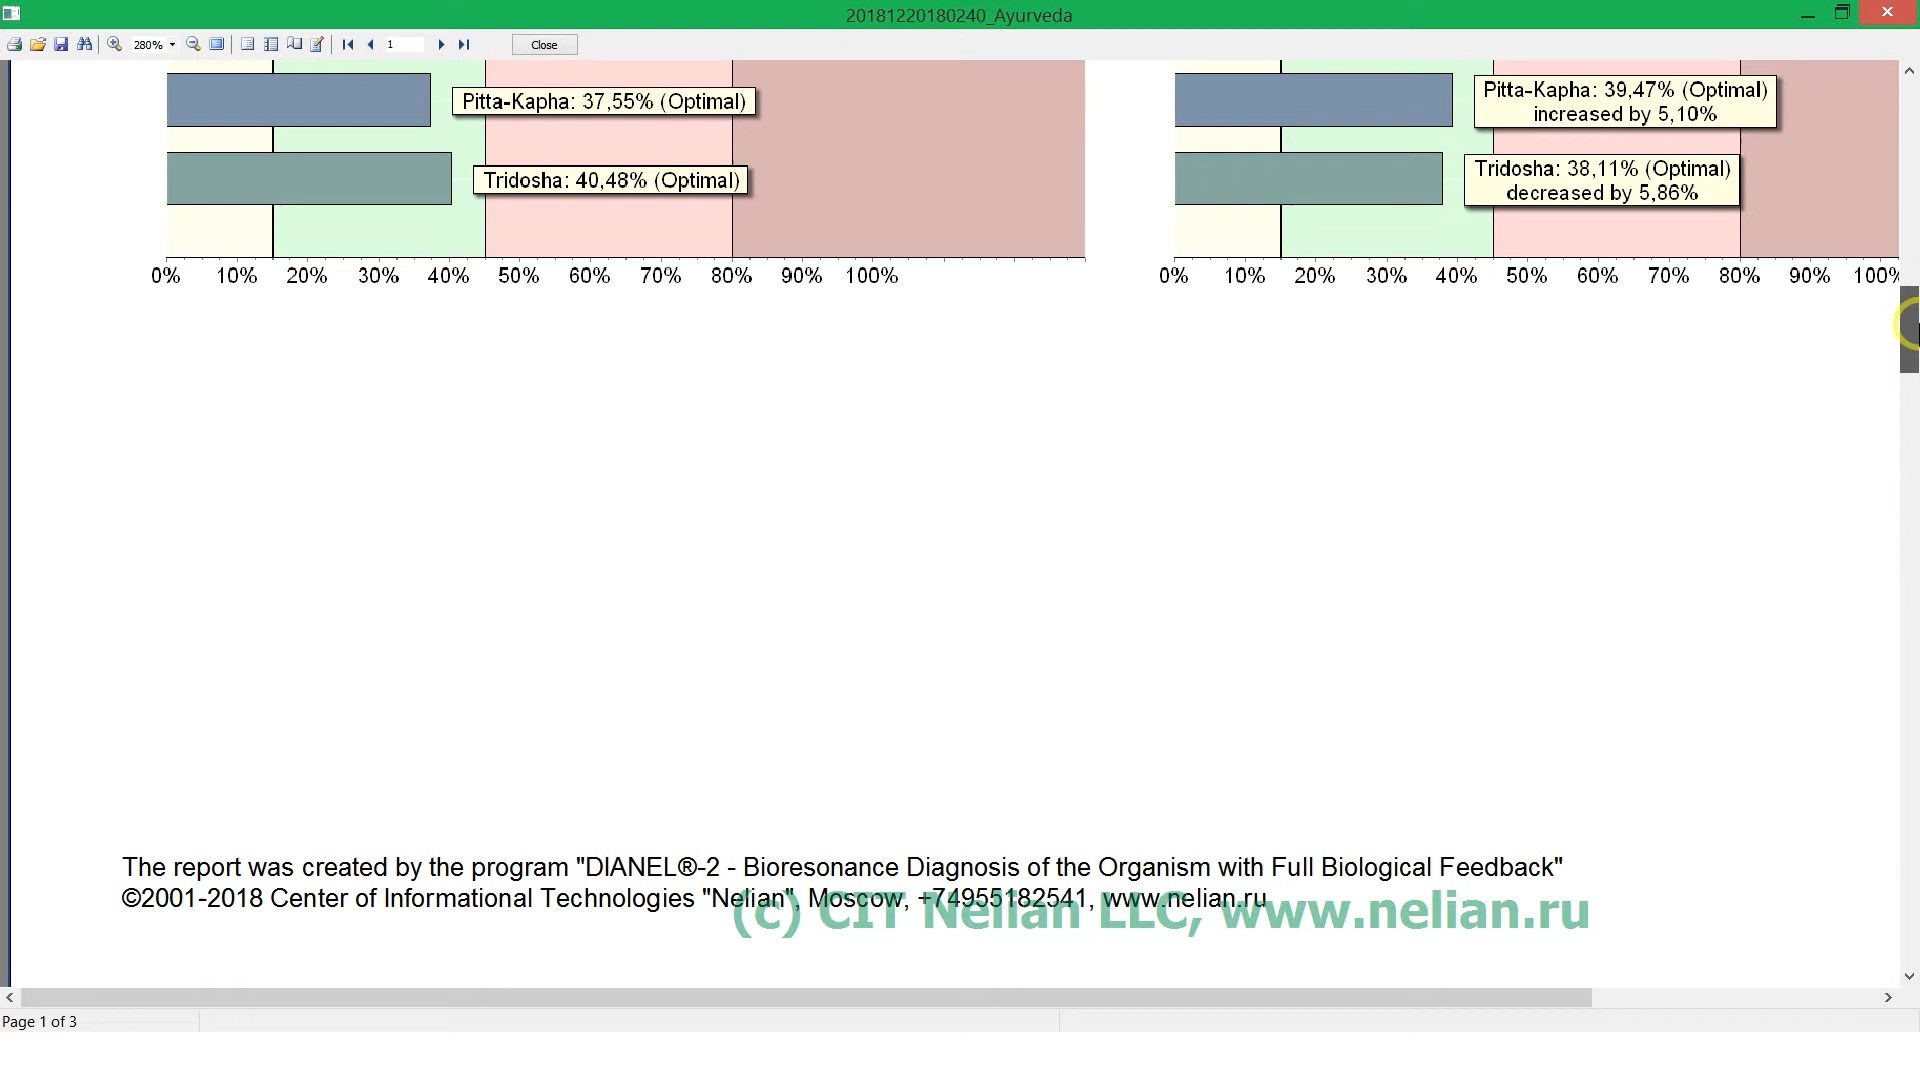 20181220180240_Ayurveda
280%
1
Close
Pitta-Kapha: 37,55% (Optimal)
Tridosha: 40,48% (Optimal)
0% 10% 20% 30% 40% 50% 60% 70% 80% 90% 100%
Pitta-Kapha: 39,47% (Optimal)
increased by 5,10%
Tridosha: 38,11% (Optimal)
decreased by 5,86%
0% 10% 20% 30% 40% 50% 60% 70% 80% 90% 100%
The report was created by the program "DIANEL®-2 - Bioresonance Diagnosis of the Organism with Full Biological Feedback"
©2001-2018 Center of Informational Technologies "Nelian", Moscow, +74955182541, www.nelian.ru
(c) CIT Nelian LLC, www.nelian.ru
Page 1 of 3